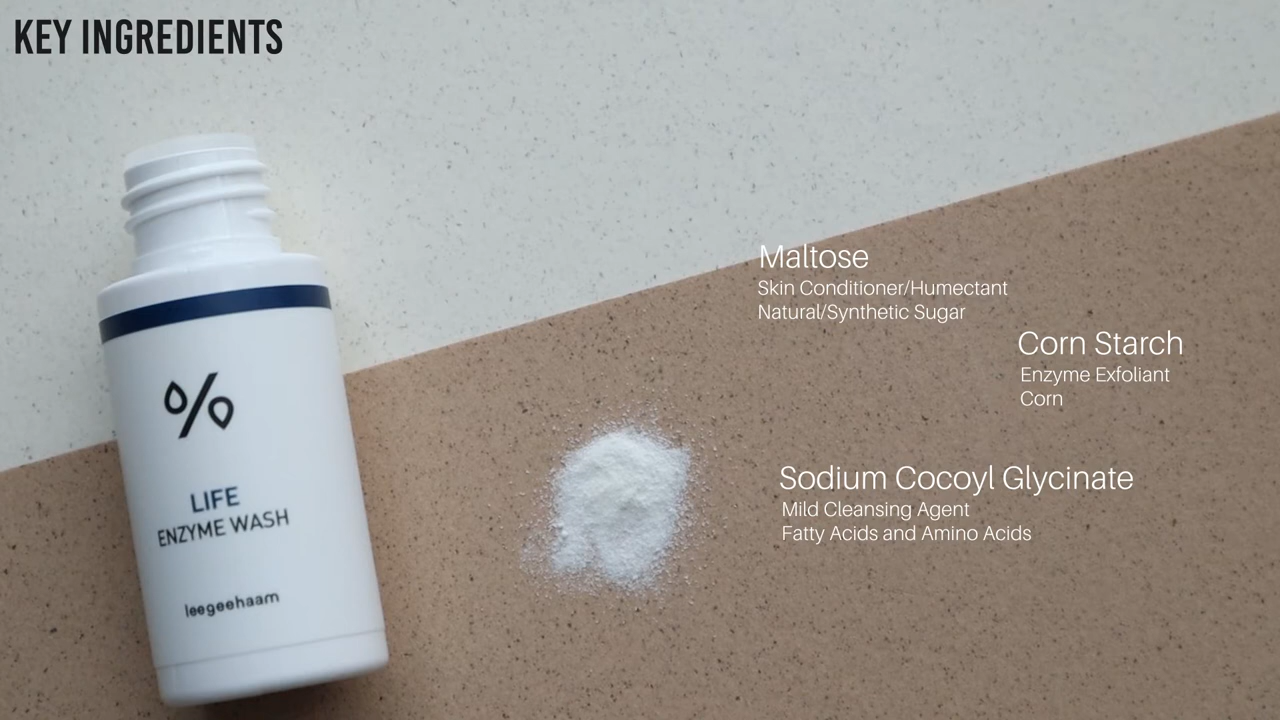 KEY INGREDIENTS
%
LIFE
ENZYME WASH
leegeehaam
Maltose
Skin Conditioner/Humectant
Natural/Synthetic Sugar
Corn Starch
Enzyme Exfoliant
Corn
Sodium Cocoyl Glycinate
Mild Cleansing Agent
Fatty Acids and Amino Acids